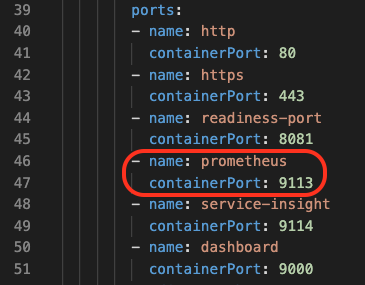 39 ports:
40 - name: http
41 containerPort: 80
42 - name: https
43 containerPort: 443
44 - name: readiness-port
45 containerPort: 8081
46 - name: prometheus
47 containerPort: 9113
48 - name: service-insight
49 containerPort: 9114
50 - name: dashboard
51 containerPort: 9000